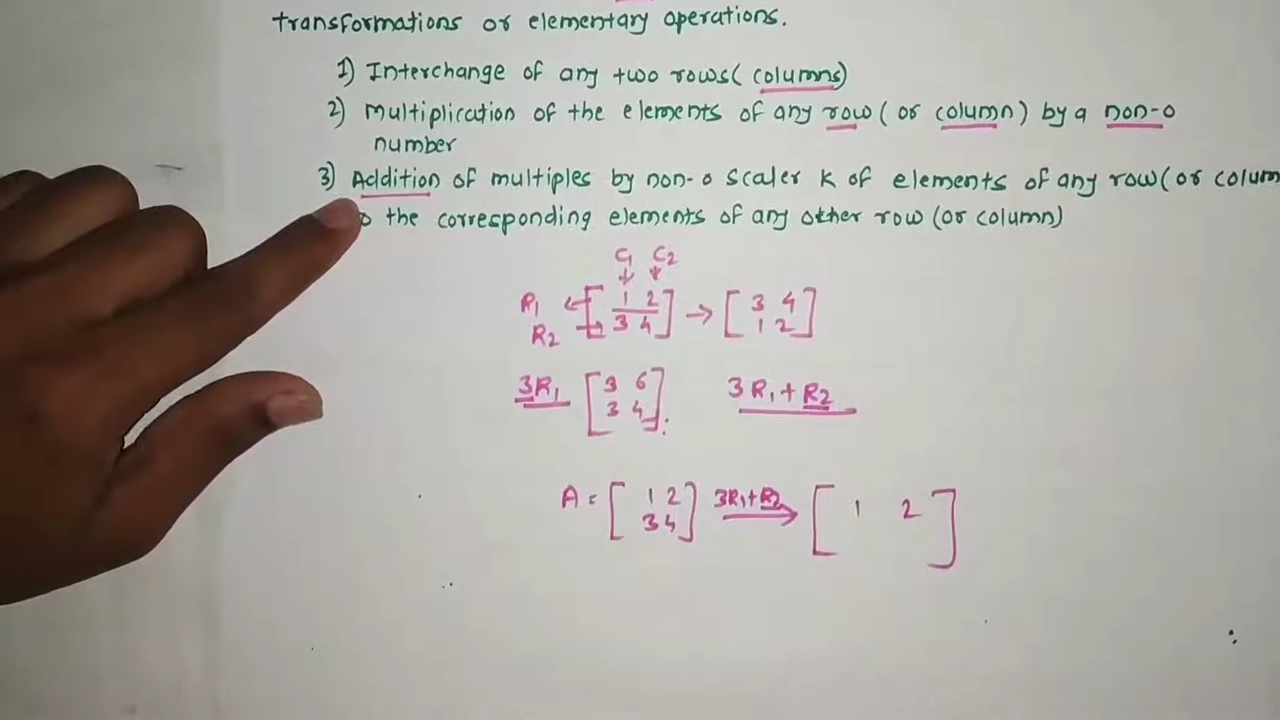 transformations or elementary operations.
1) Interchange of any two rows( columns)
2) Multiplication of the elements of any row ( or column ) by a non-0
number
3) Addition of multiples by non-0 scaler K of elements of any row( or colum
the corresponding elements of any other row (or column)
C1 C2
R1 ← [ 1 2 ] → [ 3 4 ]
R2 → [ 3 4 ] [ 1 2 ]
3R1 [ 3 6 ] 3R1 + R2
[ 3 4 ]
A = [ 1 2 ] 3R1+R2 → [ 1 2 ]
[ 3 4 ]